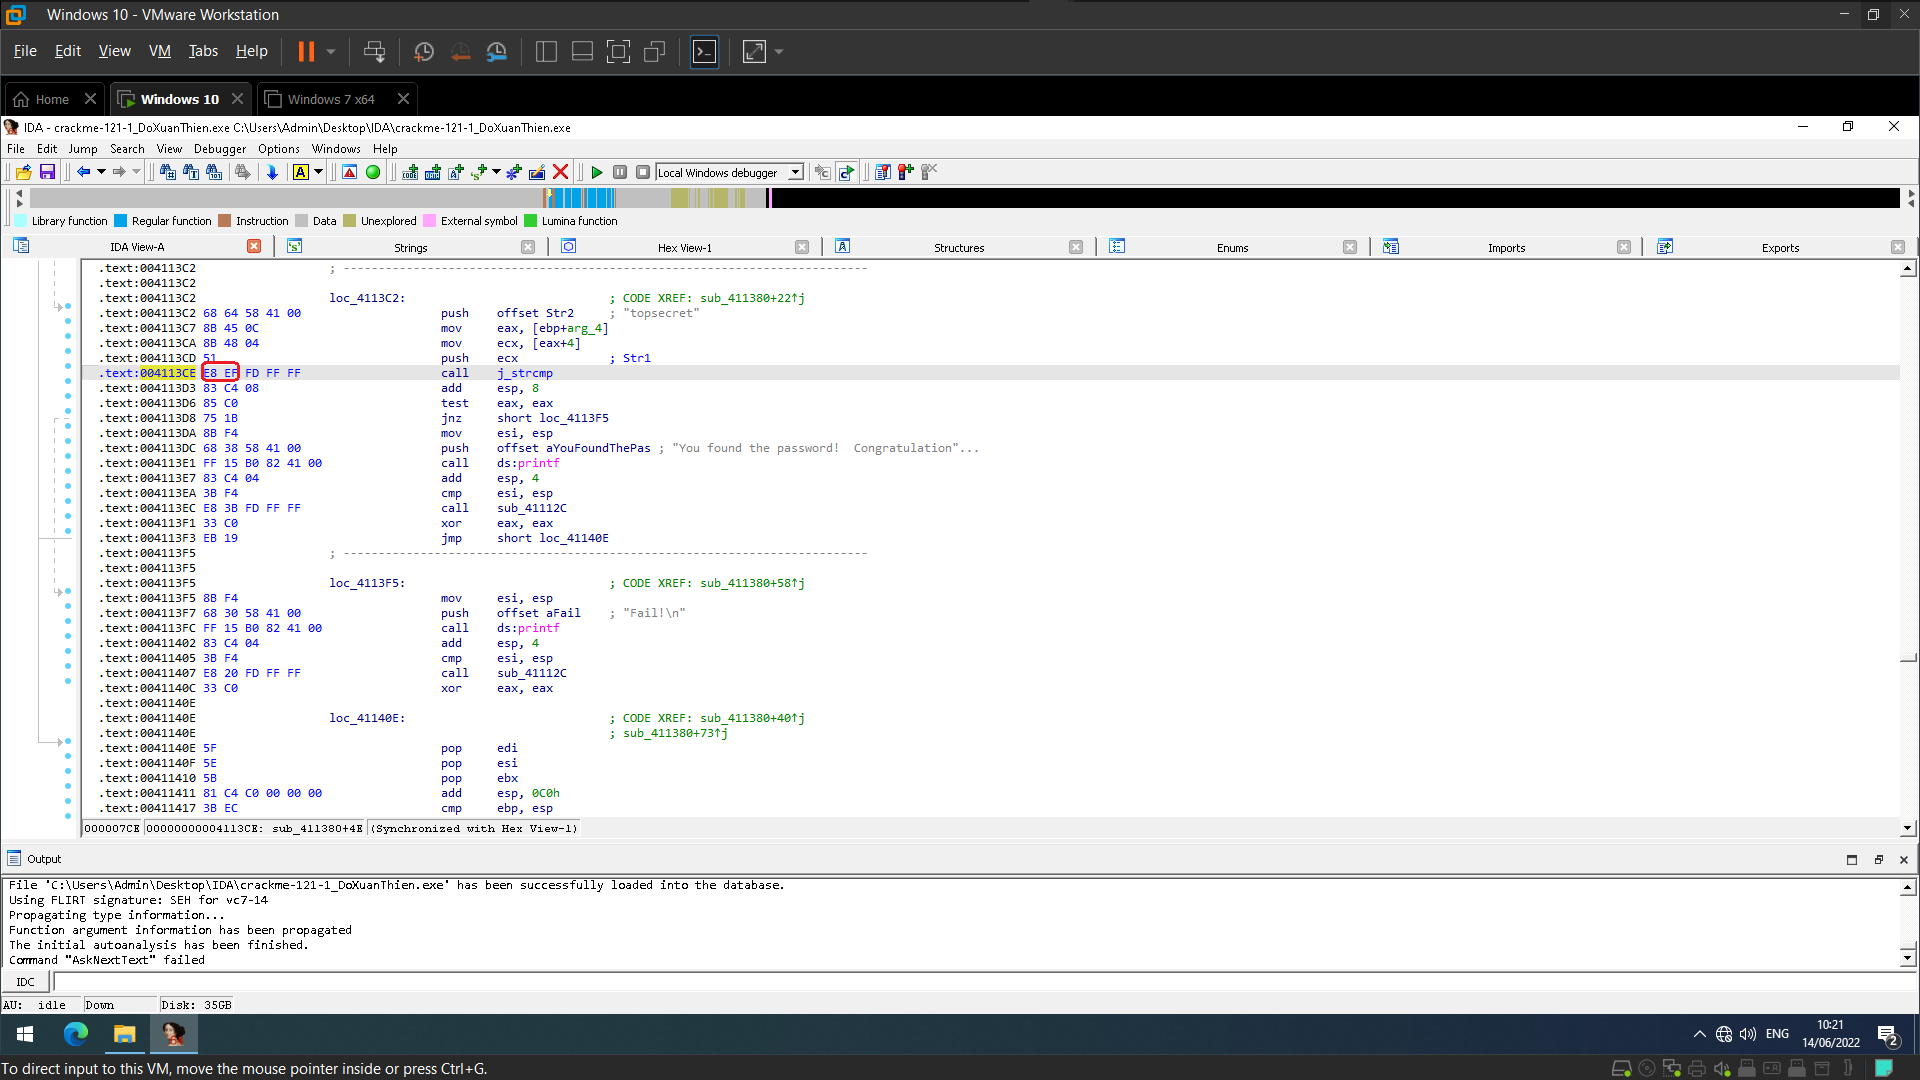 Windows 10 - VMware Workstation
File Edit View VM Tabs Help
Home Windows 10 Windows 7 x64
IDA - crackme-121-1_DoXuanThien.exe C:\Users\Admin\Desktop\IDA\crackme-121-1_DoXuanThien.exe
File Edit Jump Search View Debugger Options Windows Help
Local Windows debugger
Library function Regular function Instruction Data Unexplored External symbol Lumina function
IDA View-A Strings Hex View-1 Structures Enums Imports Exports
.text:004113C2 ; ---------------------------------------------------------------------------
.text:004113C2
.text:004113C2 loc_4113C2: ; CODE XREF: sub_411380+22↑j
.text:004113C2 68 64 58 41 00 push offset Str2 ; "topsecret"
.text:004113C7 8B 45 0C mov eax, [ebp+arg_4]
.text:004113CA 8B 48 04 mov ecx, [eax+4]
.text:004113CD 51 push ecx ; Str1
.text:004113CE E8 EF FD FF FF call j_strcmp
.text:004113D3 83 C4 08 add esp, 8
.text:004113D6 85 C0 test eax, eax
.text:004113D8 75 1B jnz short loc_4113F5
.text:004113DA 8B F4 mov esi, esp
.text:004113DC 68 38 58 41 00 push offset aYouFoundThePas ; "You found the password!  Congratulation"...
.text:004113E1 FF 15 B0 82 41 00 call ds:printf
.text:004113E7 83 C4 04 add esp, 4
.text:004113EA 3B F4 cmp esi, esp
.text:004113EC E8 3B FD FF FF call sub_41112C
.text:004113F1 33 C0 xor eax, eax
.text:004113F3 EB 19 jmp short loc_41140E
.text:004113F5 ; ---------------------------------------------------------------------------
.text:004113F5
.text:004113F5 loc_4113F5: ; CODE XREF: sub_411380+58↑j
.text:004113F5 8B F4 mov esi, esp
.text:004113F7 68 30 58 41 00 push offset aFail ; "Fail!\n"
.text:004113FC FF 15 B0 82 41 00 call ds:printf
.text:00411402 83 C4 04 add esp, 4
.text:00411405 3B F4 cmp esi, esp
.text:00411407 E8 20 FD FF FF call sub_41112C
.text:0041140C 33 C0 xor eax, eax
.text:0041140E
.text:0041140E loc_41140E: ; CODE XREF: sub_411380+40↑j
.text:0041140E ; sub_411380+73↑j
.text:0041140E 5F pop edi
.text:0041140F 5E pop esi
.text:00411410 5B pop ebx
.text:00411411 81 C4 C0 00 00 00 add esp, 0C0h
.text:00411417 3B EC cmp ebp, esp
000007CE 00000000004113CE: sub_411380+4E (Synchronized with Hex View-1)
Output
File 'C:\Users\Admin\Desktop\IDA\crackme-121-1_DoXuanThien.exe' has been successfully loaded into the database.
Using FLIRT signature: SEH for vc7-14
Propagating type information...
Function argument information has been propagated
The initial autoanalysis has been finished.
Command "AskNextText" failed
IDC
AU: idle Down Disk: 35GB
ENG
10:21
14/06/2022
2
To direct input to this VM, move the mouse pointer inside or press Ctrl+G.